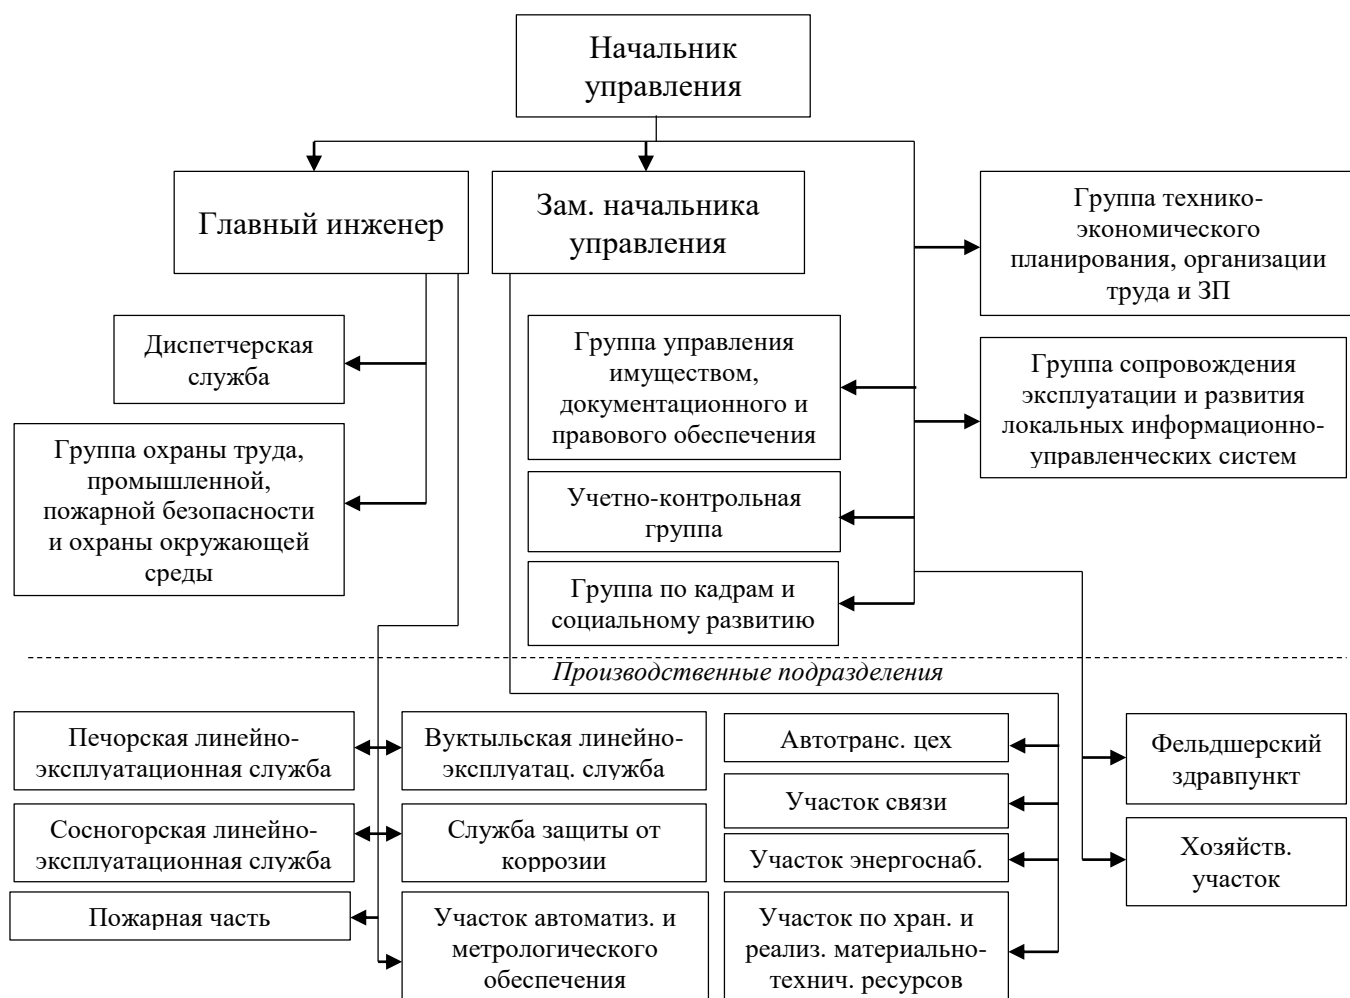 Начальник
управления
Главный инженер
Зам. начальника
управления
Группа технико-
экономического
планирования, организации
труда и ЗП
Диспетчерская
служба
Группа управления
имуществом,
документационного и
правового обеспечения
Группа сопровождения
эксплуатации и развития
локальных информационно-
управленческих систем
Группа охраны труда,
промышленной,
пожарной безопасности
и охраны окружающей
среды
Учетно-контрольная
группа
Группа по кадрам и
социальному развитию
Производственные подразделения
Печорская линейно-
эксплуатационная служба
Вуктыльская линейно-
эксплуатац. служба
Автотранс. цех
Фельдшерский
здравпункт
Участок связи
Сосногорская линейно-
эксплуатационная служба
Служба защиты от
коррозии
Участок энергоснаб.
Хозяйств.
участок
Пожарная часть
Участок автоматиз. и
метрологического
обеспечения
Участок по хран. и
реализ. материально-
технич. ресурсов